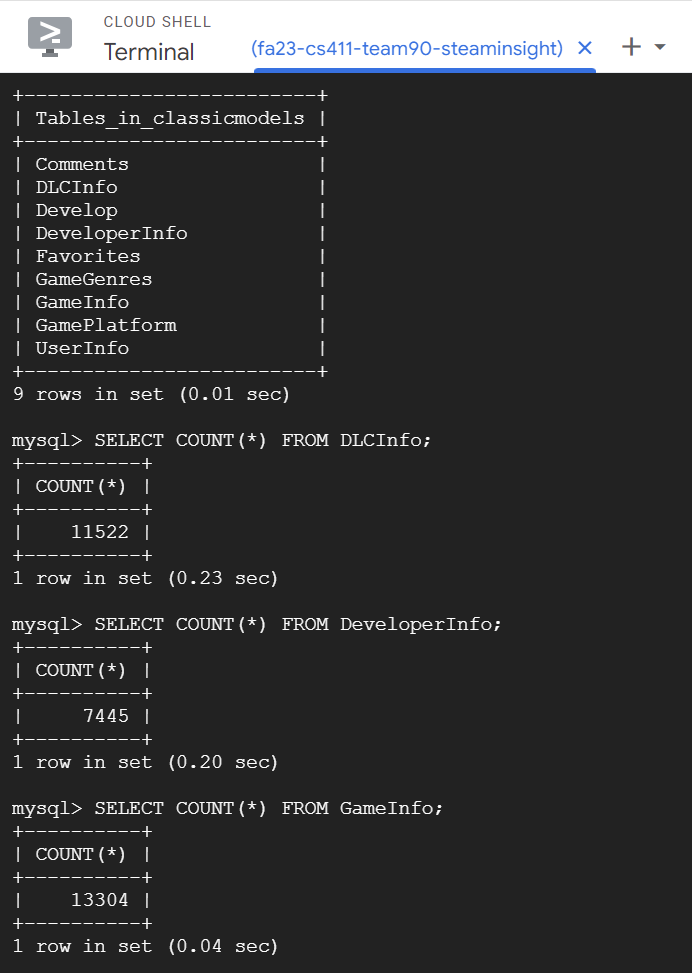 CLOUD SHELL
Terminal
(fa23-cs411-team90-steaminsight)
+-------------------------+
| Tables_in_classicmodels |
+-------------------------+
| Comments                |
| DLCInfo                 |
| Develop                 |
| DeveloperInfo           |
| Favorites               |
| GameGenres              |
| GameInfo                |
| GamePlatform            |
| UserInfo                |
+-------------------------+
9 rows in set (0.01 sec)
mysql> SELECT COUNT(*) FROM DLCInfo;
+----------+
| COUNT(*) |
+----------+
|    11522 |
+----------+
1 row in set (0.23 sec)
mysql> SELECT COUNT(*) FROM DeveloperInfo;
+----------+
| COUNT(*) |
+----------+
|     7445 |
+----------+
1 row in set (0.20 sec)
mysql> SELECT COUNT(*) FROM GameInfo;
+----------+
| COUNT(*) |
+----------+
|    13304 |
+----------+
1 row in set (0.04 sec)